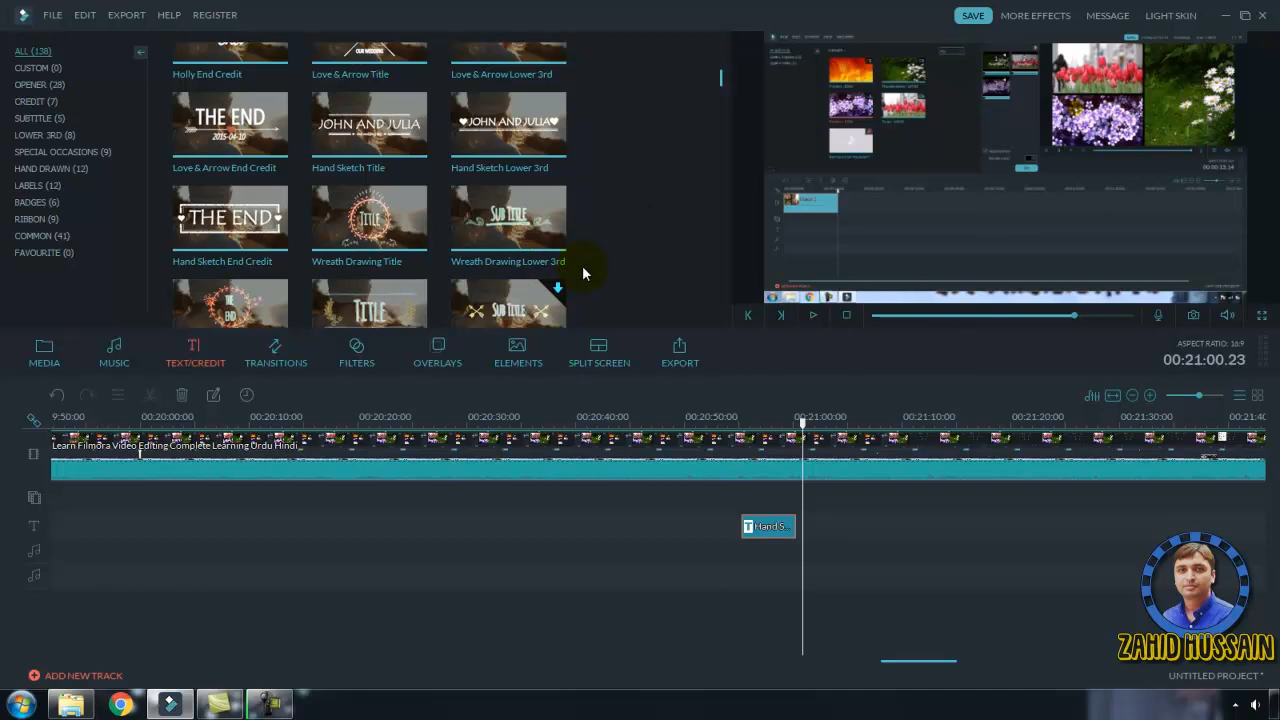 FILE EDIT EXPORT HELP REGISTER
SAVE MORE EFFECTS MESSAGE LIGHT SKIN
ALL (138)
CUSTOM (0)
OPENER (28)
CREDIT (7)
SUBTITLE (5)
LOWER 3RD (8)
SPECIAL OCCASIONS (9)
HAND DRAWN (12)
LABELS (12)
BADGES (6)
RIBBON (9)
COMMON (41)
FAVOURITE (0)
OUR WEDDING
Holly End Credit
Love & Arrow Title
Love & Arrow Lower 3rd
THE END
2015-04-10
JOHN AND JULIA
JOHN AND JULIA
Love & Arrow End Credit
Hand Sketch Title
Hand Sketch Lower 3rd
THE END
TITLE
SUB TITLE
Hand Sketch End Credit
Wreath Drawing Title
Wreath Drawing Lower 3rd
THE END
TITLE
SUB TITLE
MEDIA
MUSIC
TEXT/CREDIT
TRANSITIONS
FILTERS
OVERLAYS
ELEMENTS
SPLIT SCREEN
EXPORT
ASPECT RATIO: 16:9
00:21:00.23
9:50:00 00:20:00:00 00:20:10:00 00:20:20:00 00:20:30:00 00:20:40:00 00:20:50:00 00:21:00:00 00:21:10:00 00:21:20:00 00:21:30:00 00:21:40
Learn Filmora Video Editing Complete Learning Urdu Hindi
T Hand S...
ZAHID HUSSAIN
ADD NEW TRACK
UNTITLED PROJECT *